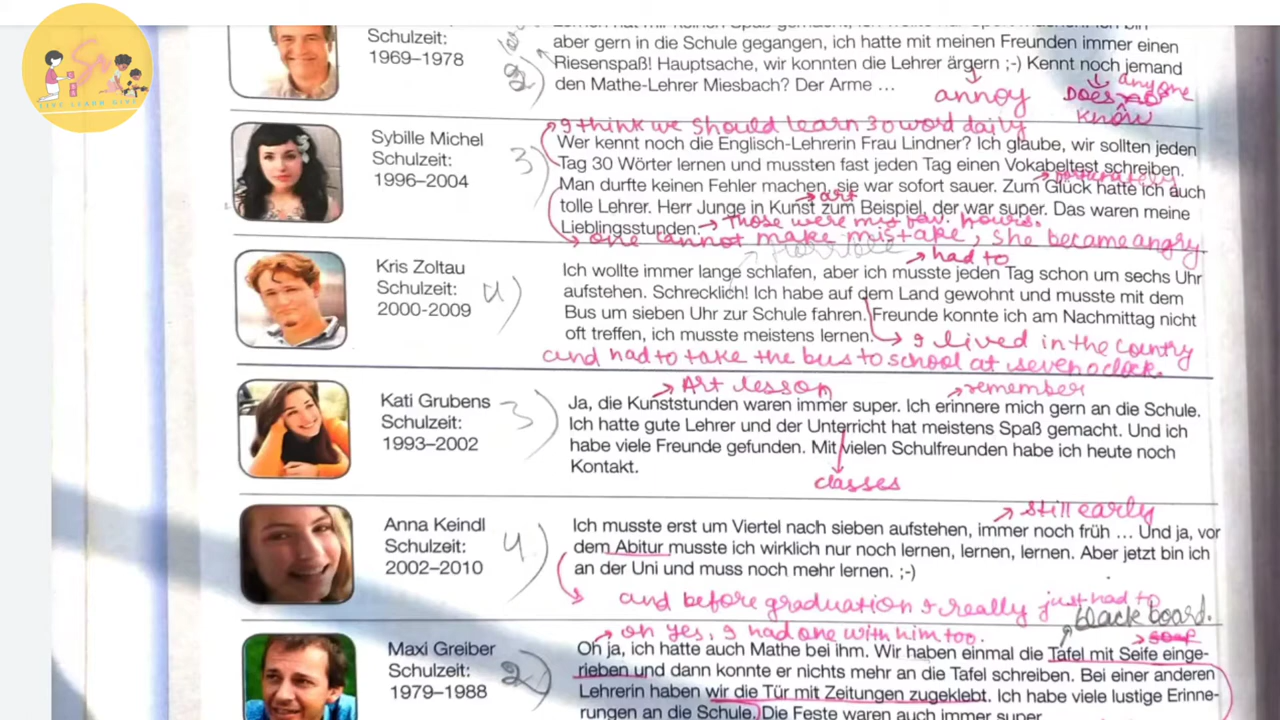 Schulzeit:
1969–1978
aber gern in die Schule gegangen, ich hatte mit meinen Freunden immer einen
Riesenspaß! Hauptsache, wir konnten die Lehrer ärgern ;-) Kennt noch jemand
den Mathe-Lehrer Miesbach? Der Arme …
annoy
Does
anyone
know
2)
I think we should learn 30 word daily
Sybille Michel
Schulzeit:
1996–2004
3)
Wer kennt noch die Englisch-Lehrerin Frau Lindner? Ich glaube, wir sollten jeden
Tag 30 Wörter lernen und mussten fast jeden Tag einen Vokabeltest schreiben.
Man durfte keinen Fehler machen, sie war sofort sauer. Zum Glück hatte ich auch
tolle Lehrer. Herr Junge in Kunst zum Beispiel, der war super. Das waren meine
Lieblingsstunden.
fortunately
art
Those were my fav. hours.
one cannot make mistake, she became angry
horrible
had to
Kris Zoltau
Schulzeit:
2000-2009
4)
Ich wollte immer lange schlafen, aber ich musste jeden Tag schon um sechs Uhr
aufstehen. Schrecklich! Ich habe auf dem Land gewohnt und musste mit dem
Bus um sieben Uhr zur Schule fahren. Freunde konnte ich am Nachmittag nicht
oft treffen, ich musste meistens lernen.
I lived in the country
and had to take the bus to school at seven o clock.
Art lesson
remember
Kati Grubens
Schulzeit:
1993–2002
3)
Ja, die Kunststunden waren immer super. Ich erinnere mich gern an die Schule.
Ich hatte gute Lehrer und der Unterricht hat meistens Spaß gemacht. Und ich
habe viele Freunde gefunden. Mit vielen Schulfreunden habe ich heute noch
Kontakt.
classes
still early
Anna Keindl
Schulzeit:
2002–2010
4)
Ich musste erst um Viertel nach sieben aufstehen, immer noch früh … Und ja, vor
dem Abitur musste ich wirklich nur noch lernen, lernen, lernen. Aber jetzt bin ich
an der Uni und muss noch mehr lernen. ;-)
and before graduation I really just had to
black board.
oh yes, I had one with him too.
soap
Maxi Greiber
Schulzeit:
1979–1988
2)
Oh ja, ich hatte auch Mathe bei ihm. Wir haben einmal die Tafel mit Seife einge-
rieben und dann konnte er nichts mehr an die Tafel schreiben. Bei einer anderen
Lehrerin haben wir die Tür mit Zeitungen zugeklebt. Ich habe viele lustige Erinne-
rungen an die Schule. Die Feste waren auch immer super.